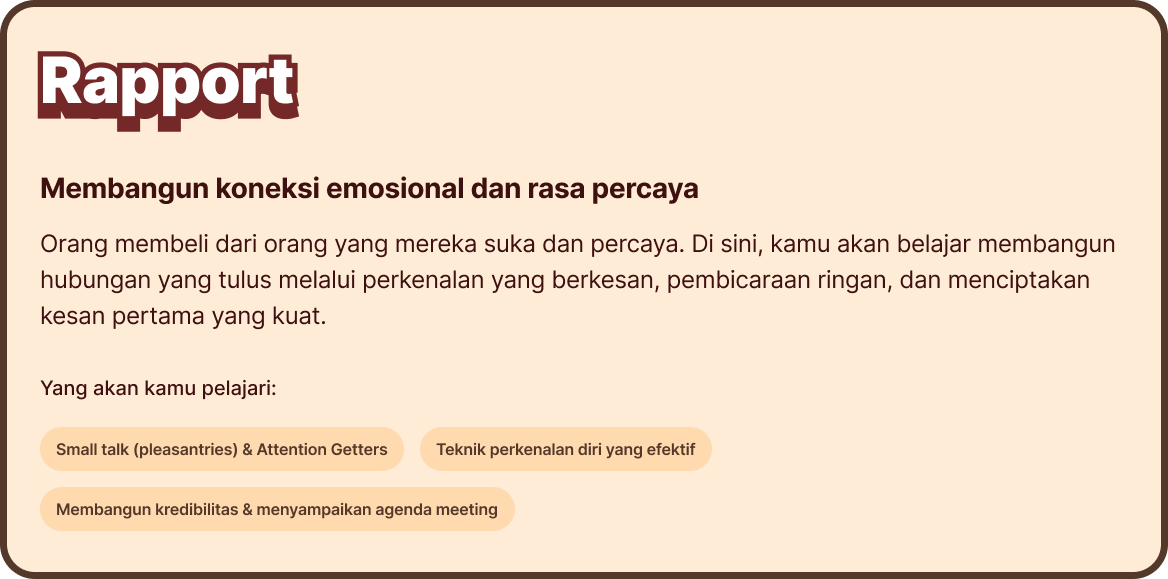 Rapport
Membangun koneksi emosional dan rasa percaya
Orang membeli dari orang yang mereka suka dan percaya. Di sini, kamu akan belajar membangun
hubungan yang tulus melalui perkenalan yang berkesan, pembicaraan ringan, dan menciptakan
kesan pertama yang kuat.
Yang akan kamu pelajari:
Small talk (pleasantries) & Attention Getters
Teknik perkenalan diri yang efektif
Membangun kredibilitas & menyampaikan agenda meeting